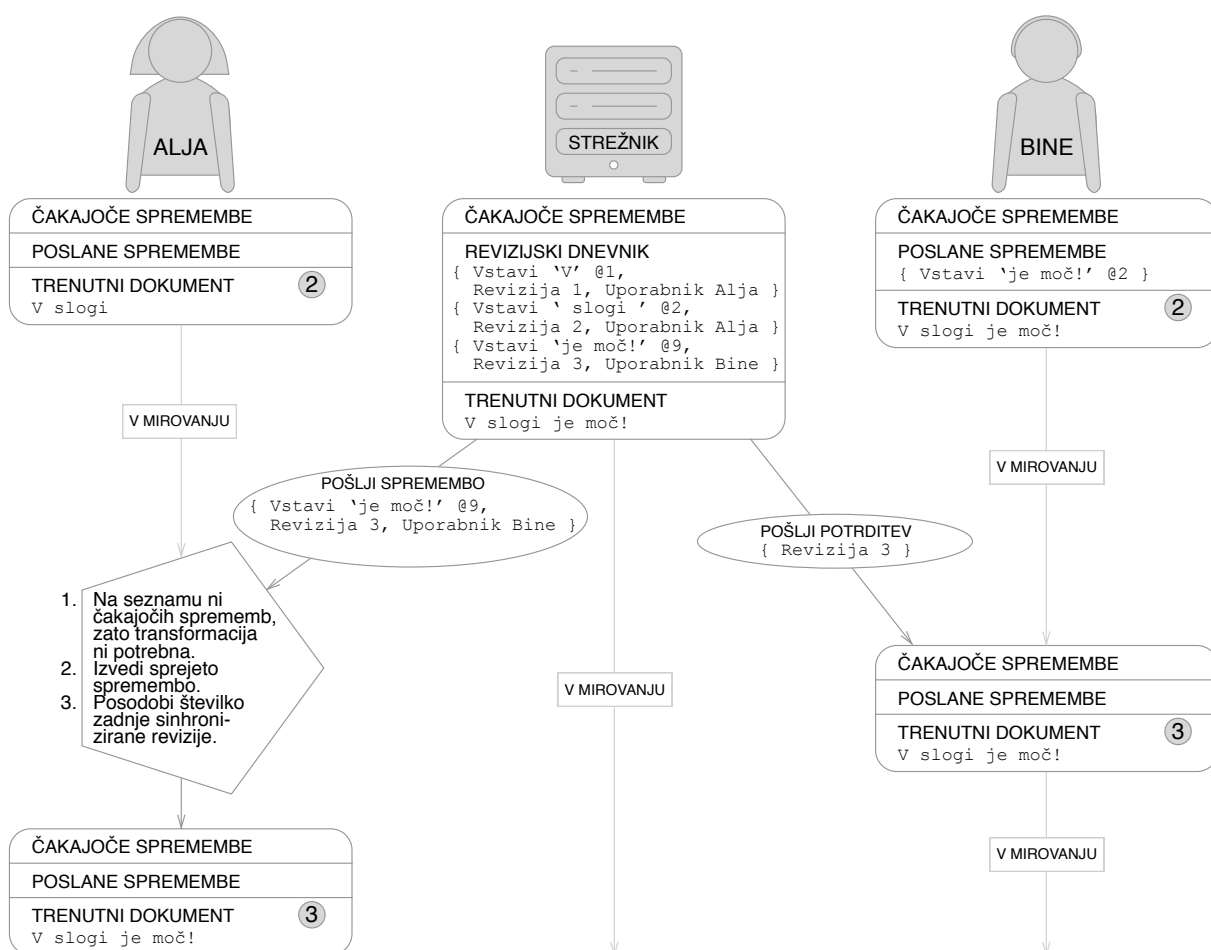 ALJA
STREŽNIK
BINE
ČAKAJOČE SPREMEMBE
POSLANE SPREMEMBE
TRENUTNI DOKUMENT
2
V slogi
ČAKAJOČE SPREMEMBE
REVIZIJSKI DNEVNIK
{ Vstavi ‘V’ @1,
Revizija 1, Uporabnik Alja }
{ Vstavi ‘ slogi ’ @2,
Revizija 2, Uporabnik Alja }
{ Vstavi ‘je moč!’ @9,
Revizija 3, Uporabnik Bine }
TRENUTNI DOKUMENT
V slogi je moč!
ČAKAJOČE SPREMEMBE
POSLANE SPREMEMBE
{ Vstavi ‘je moč!’ @2 }
TRENUTNI DOKUMENT
2
V slogi je moč!
V MIROVANJU
V MIROVANJU
POŠLJI SPREMEMBO
{ Vstavi ‘je moč!’ @9,
Revizija 3, Uporabnik Bine }
POŠLJI POTRDITEV
{ Revizija 3 }
1. Na seznamu ni
čakajočih sprememb,
zato transformacija
ni potrebna.
2. Izvedi sprejeto
spremembo.
3. Posodobi številko
zadnje sinhroni-
zirane revizije.
V MIROVANJU
ČAKAJOČE SPREMEMBE
POSLANE SPREMEMBE
TRENUTNI DOKUMENT
3
V slogi je moč!
V MIROVANJU
ČAKAJOČE SPREMEMBE
POSLANE SPREMEMBE
TRENUTNI DOKUMENT
3
V slogi je moč!